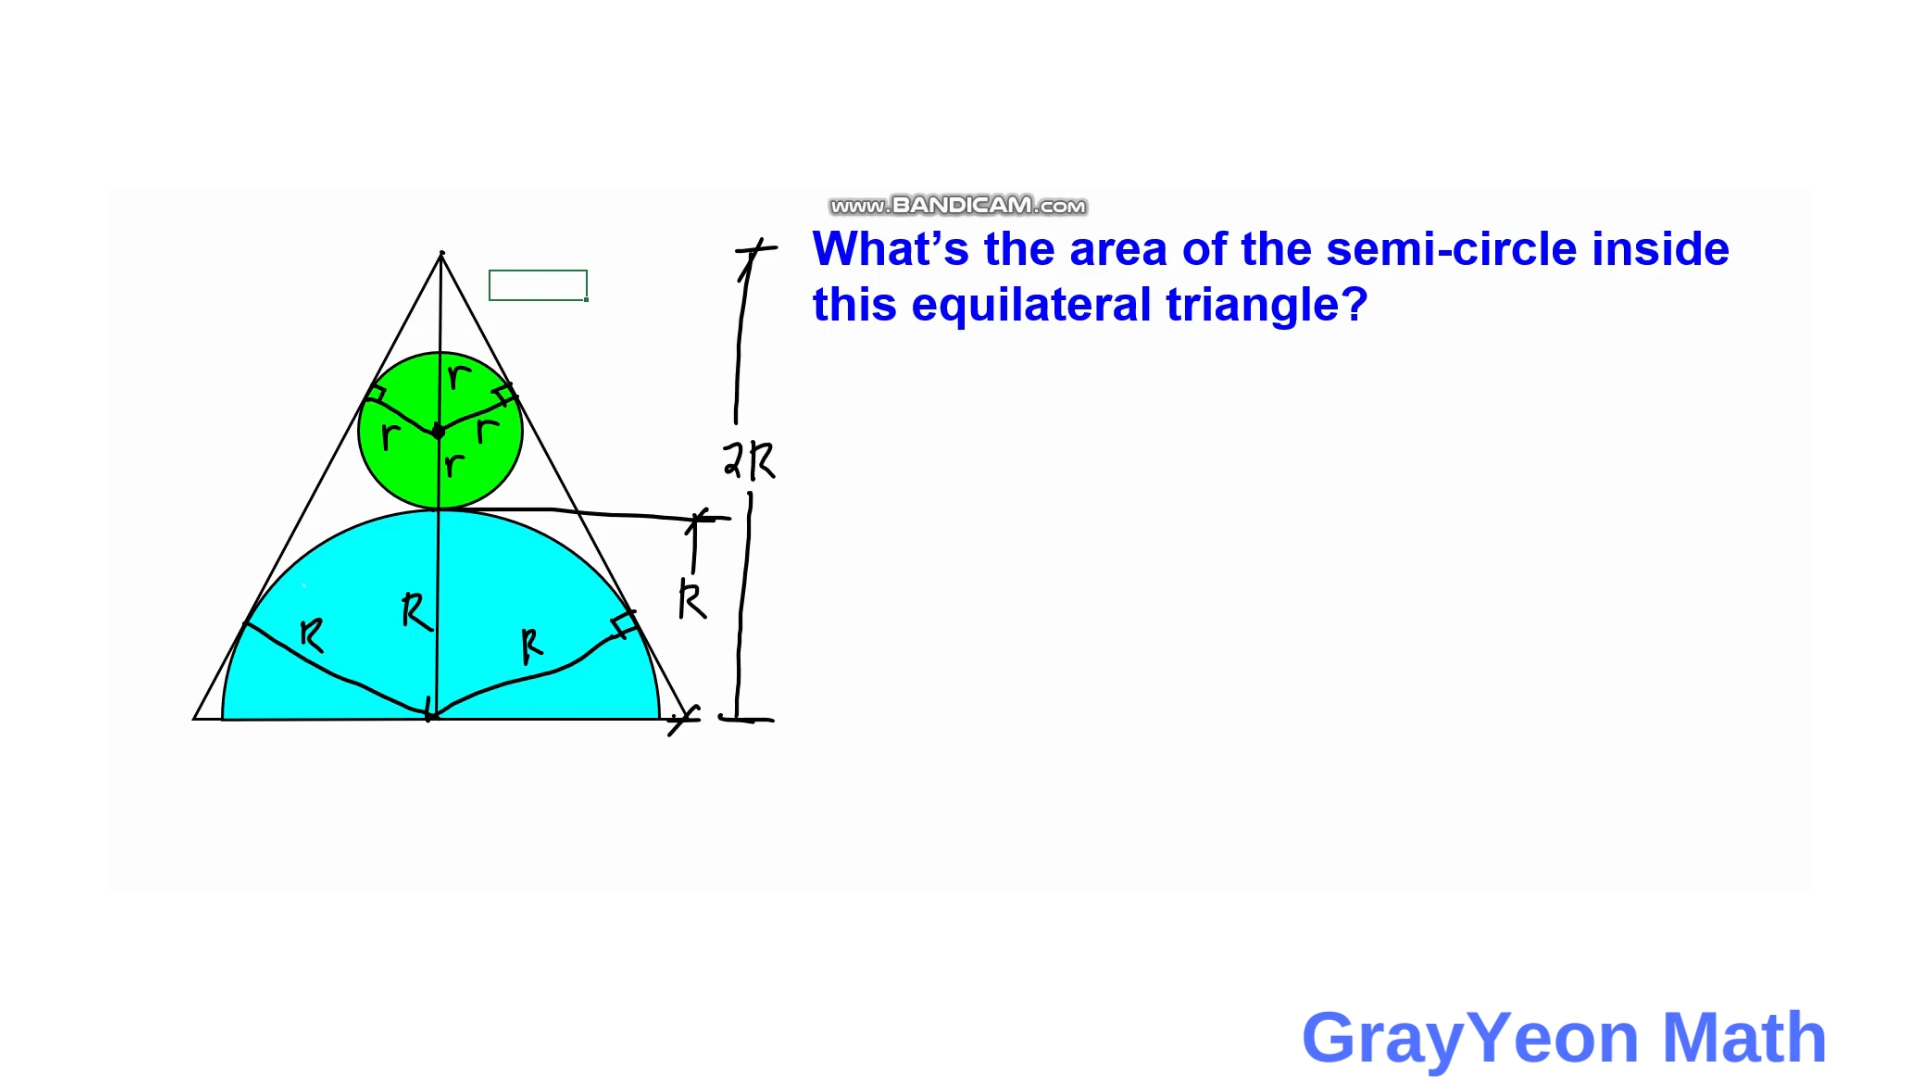 www.BANDICAM.com
What’s the area of the semi-circle inside
this equilateral triangle?
r
r
r
r
2R
R
R
R
R
GrayYeon Math